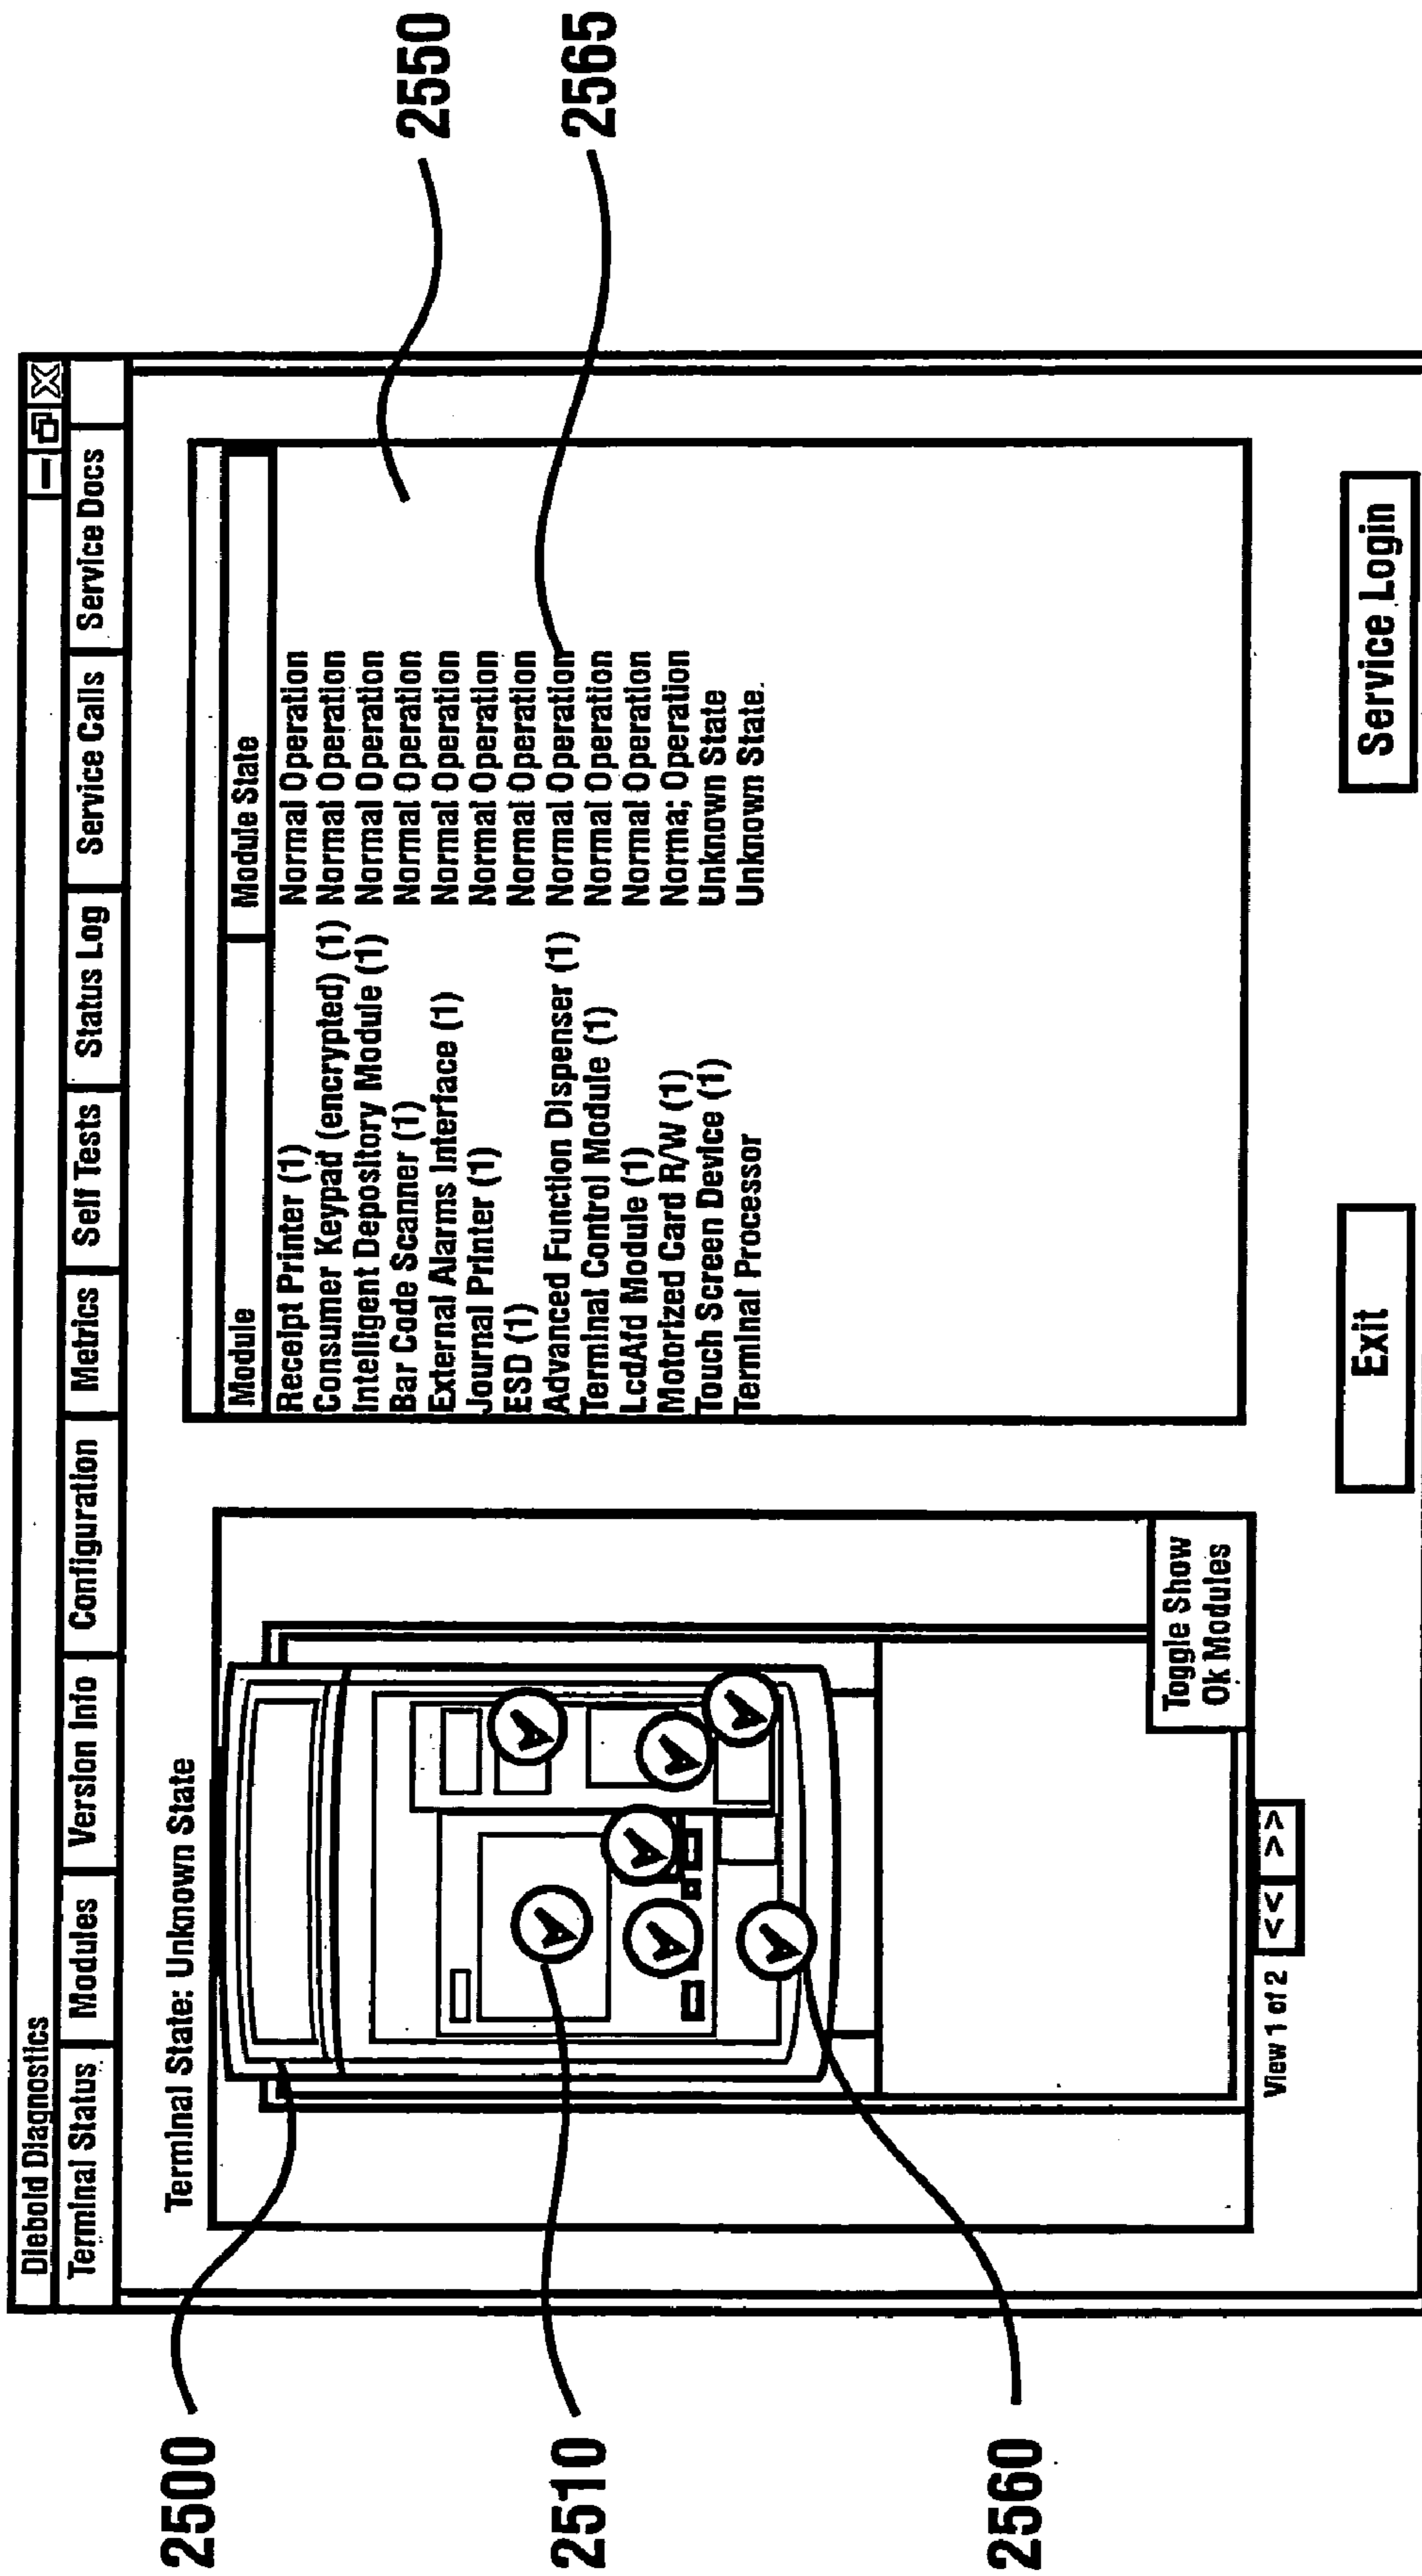 Diebold Diagnostics
Terminal Status Modules Version Info Configuration Metrics Self Tests Status Log Service Calls Service Docs
Terminal State: Unknown State
Toggle Show
Ok Modules
View 1 of 2 << >>
Module Module State
Receipt Printer (1) Normal Operation
Consumer Keypad (encrypted) (1) Normal Operation
Intelligent Depository Module (1) Normal Operation
Bar Code Scanner (1) Normal Operation
External Alarms Interface (1) Normal Operation
Journal Printer (1) Normal Operation
ESD (1) Normal Operation
Advanced Function Dispenser (1) Normal Operation
Terminal Control Module (1) Normal Operation
LcdAfd Module (1) Normal Operation
Motorized Card R/W (1) Norma; Operation
Touch Screen Device (1) Unknown State
Terminal Processor Unknown State.
Exit
Service Login
2500
2510
2560
2550
2565